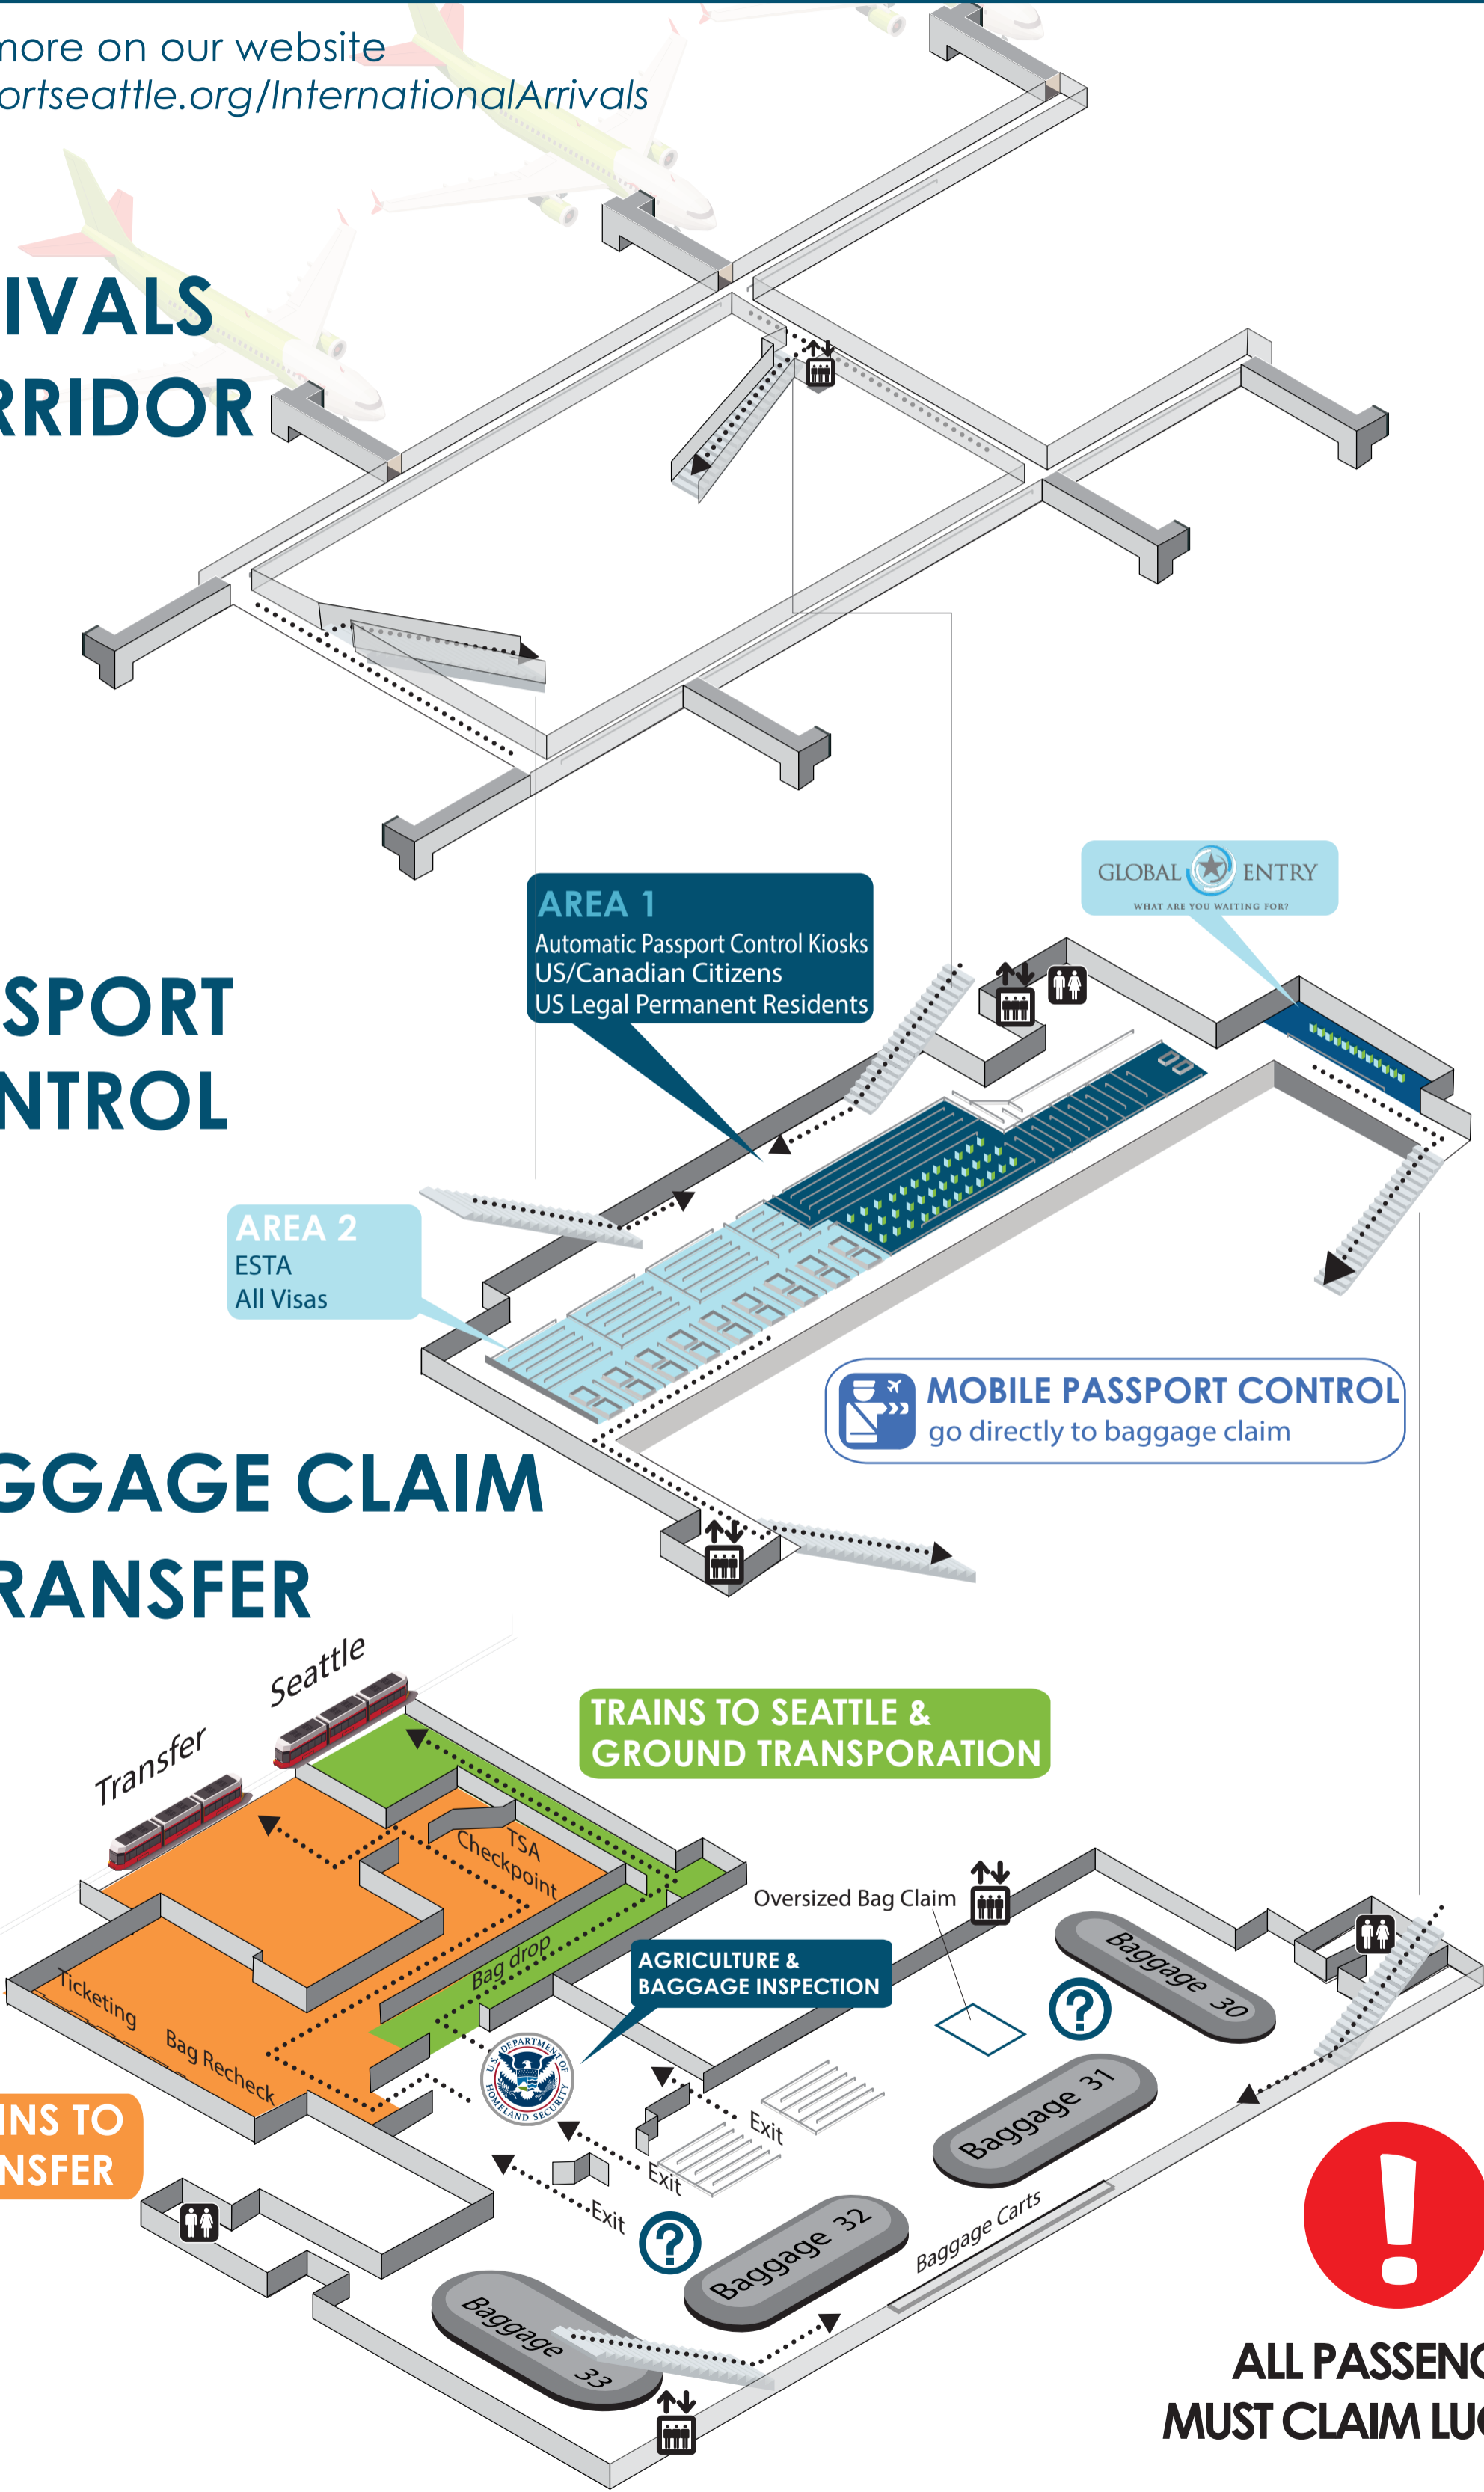 more on our website
ortseattle.org/InternationalArrivals
IVALS
RRIDOR
GLOBAL ENTRY
WHAT ARE YOU WAITING FOR?
AREA 1
Automatic Passport Control Kiosks
US/Canadian Citizens
US Legal Permanent Residents
SPORT
NTROL
AREA 2
ESTA
All Visas
MOBILE PASSPORT CONTROL
go directly to baggage claim
GGAGE CLAIM
RANSFER
Seattle
Transfer
TRAINS TO SEATTLE &
GROUND TRANSPORATION
TSA
Checkpoint
Oversized Bag Claim
Bag drop
AGRICULTURE &
BAGGAGE INSPECTION
Baggage 30
Ticketing
Bag Recheck
U.S. DEPARTMENT OF
HOMELAND SECURITY
Baggage 31
INS TO
NSFER
Exit
Exit
Exit
Baggage 32
Baggage Carts
Baggage 33
ALL PASSENG
MUST CLAIM LUG